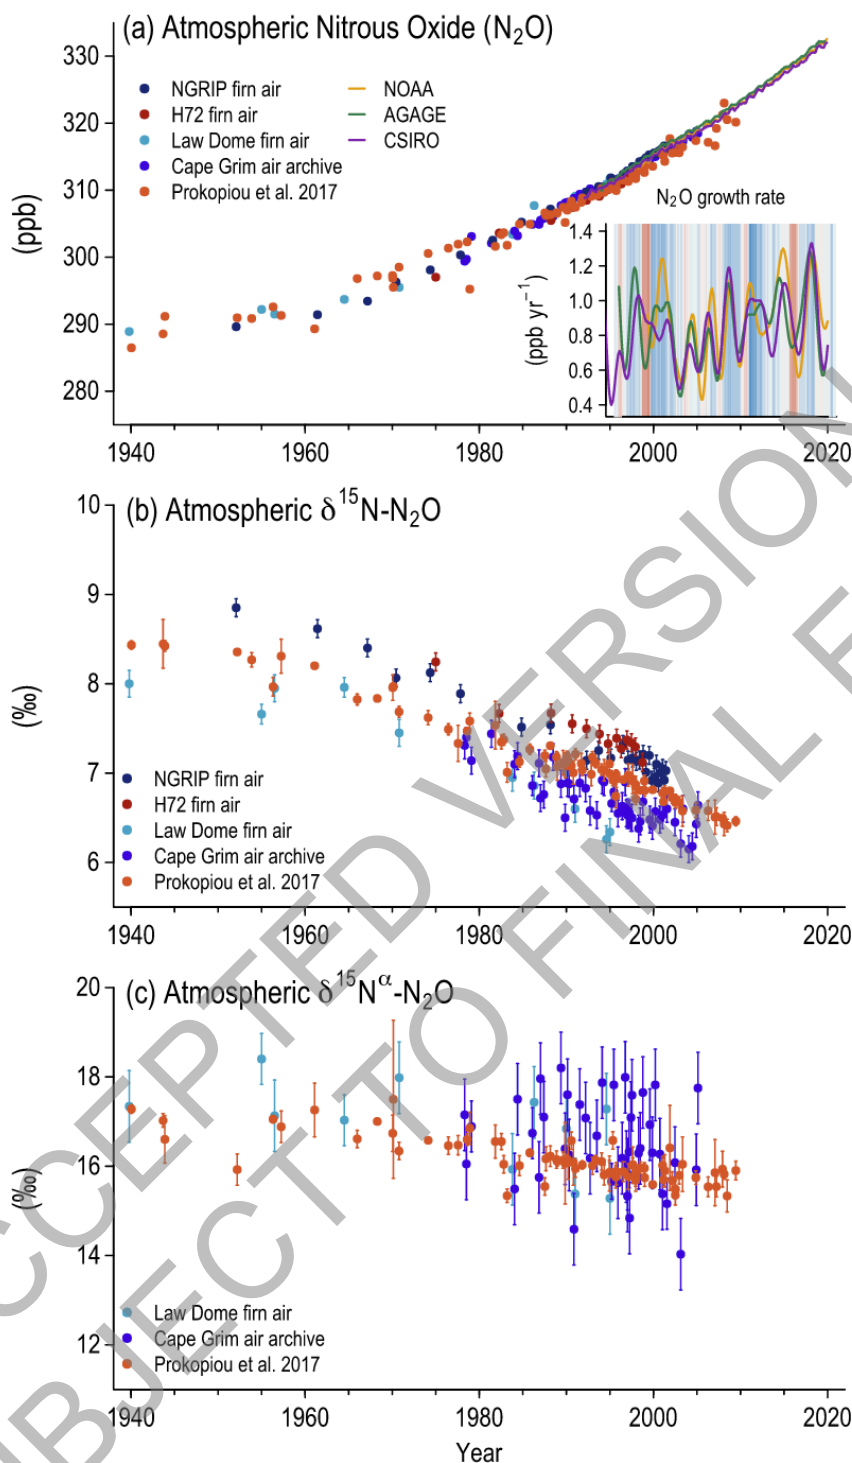 (a) Atmospheric Nitrous Oxide (N₂O)
330
320
310
300
290
280
(ppb)
NGRIP firn air
H72 firn air
Law Dome firn air
Cape Grim air archive
Prokopiou et al. 2017
NOAA
AGAGE
CSIRO
N₂O growth rate
1.4
1.2
1.0
0.8
0.6
0.4
(ppb yr⁻¹)
1940 1960 1980 2000 2020
(b) Atmospheric δ¹⁵N-N₂O
10
9
8
7
6
(‰)
NGRIP firn air
H72 firn air
Law Dome firn air
Cape Grim air archive
Prokopiou et al. 2017
1940 1960 1980 2000 2020
(c) Atmospheric δ¹⁵Nᵅ-N₂O
20
18
16
14
12
(‰)
Law Dome firn air
Cape Grim air archive
Prokopiou et al. 2017
1940 1960 1980 2000 2020
Year
CCEPTED VERSION
BJECT TO FINAL E